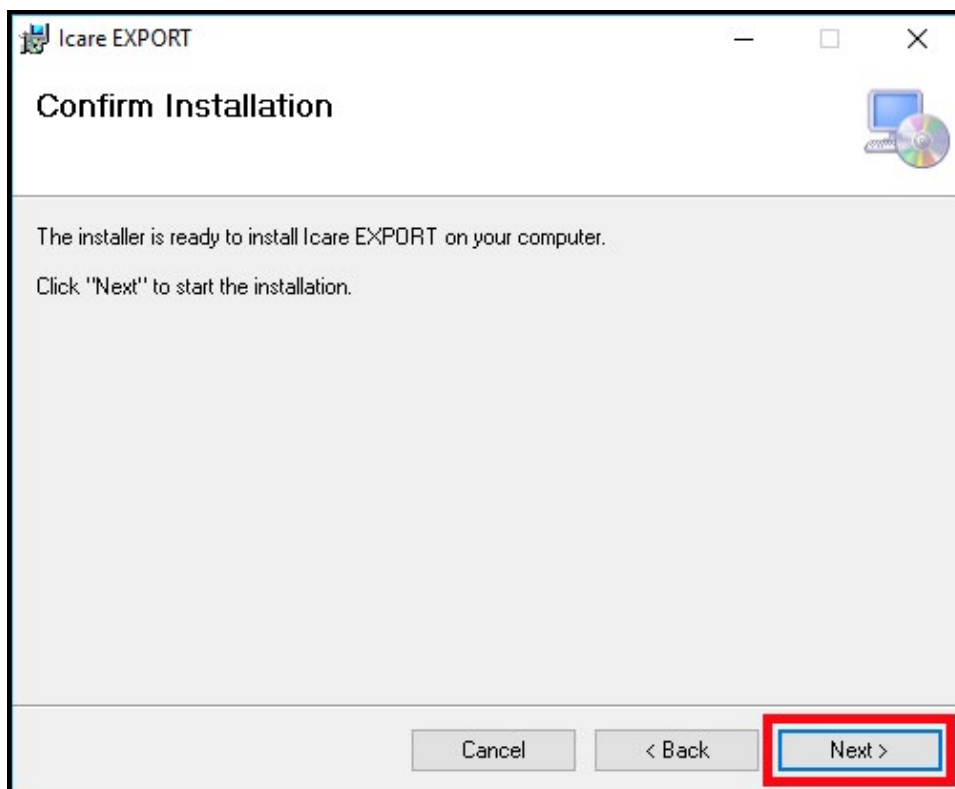 Icare EXPORT
Confirm Installation
The installer is ready to install Icare EXPORT on your computer.
Click "Next" to start the installation.
Cancel
< Back
Next >